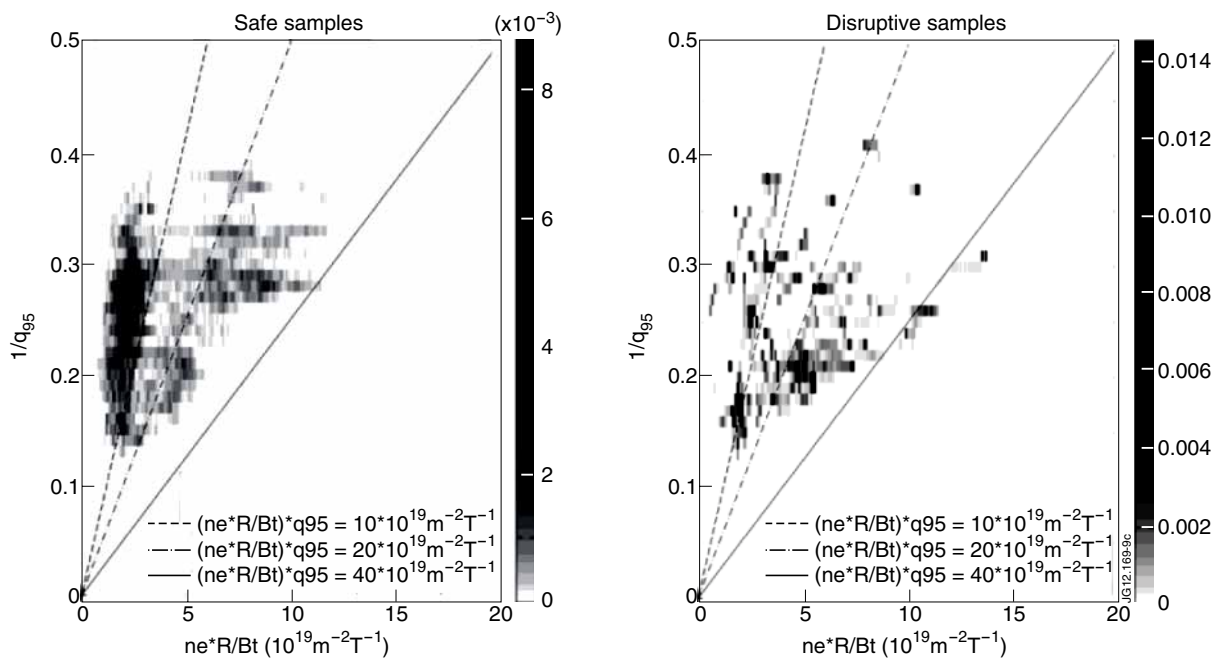 Safe samples
(x10⁻³)
0.5
0.4
0.3
0.2
0.1
0
1/q₉₅
0
5
10
15
20
ne*R/Bt (10¹⁹m⁻²T⁻¹)
(ne*R/Bt)*q95 = 10*10¹⁹m⁻²T⁻¹
(ne*R/Bt)*q95 = 20*10¹⁹m⁻²T⁻¹
(ne*R/Bt)*q95 = 40*10¹⁹m⁻²T⁻¹
8
6
4
2
0
Disruptive samples
0.5
0.4
0.3
0.2
0.1
0
1/q₉₅
0
5
10
15
20
ne*R/Bt (10¹⁹m⁻²T⁻¹)
(ne*R/Bt)*q95 = 10*10¹⁹m⁻²T⁻¹
(ne*R/Bt)*q95 = 20*10¹⁹m⁻²T⁻¹
(ne*R/Bt)*q95 = 40*10¹⁹m⁻²T⁻¹
JG12.169-9c
0.014
0.012
0.010
0.008
0.006
0.004
0.002
0